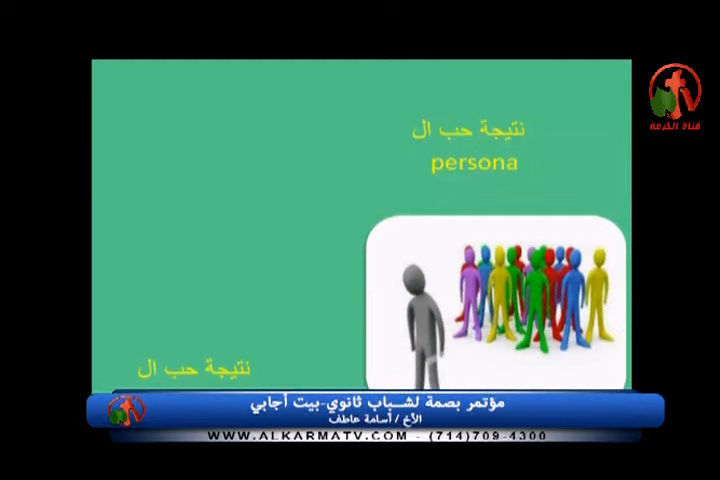 قناة الكرمة
نتيجة حب ال
persona
نتيجة حب ال
مؤتمر بصمة لشباب ثانوي-بيت أجابي
الأخ / أسامة عاطف
WWW.ALKARMATV.COM - (714)709-4300